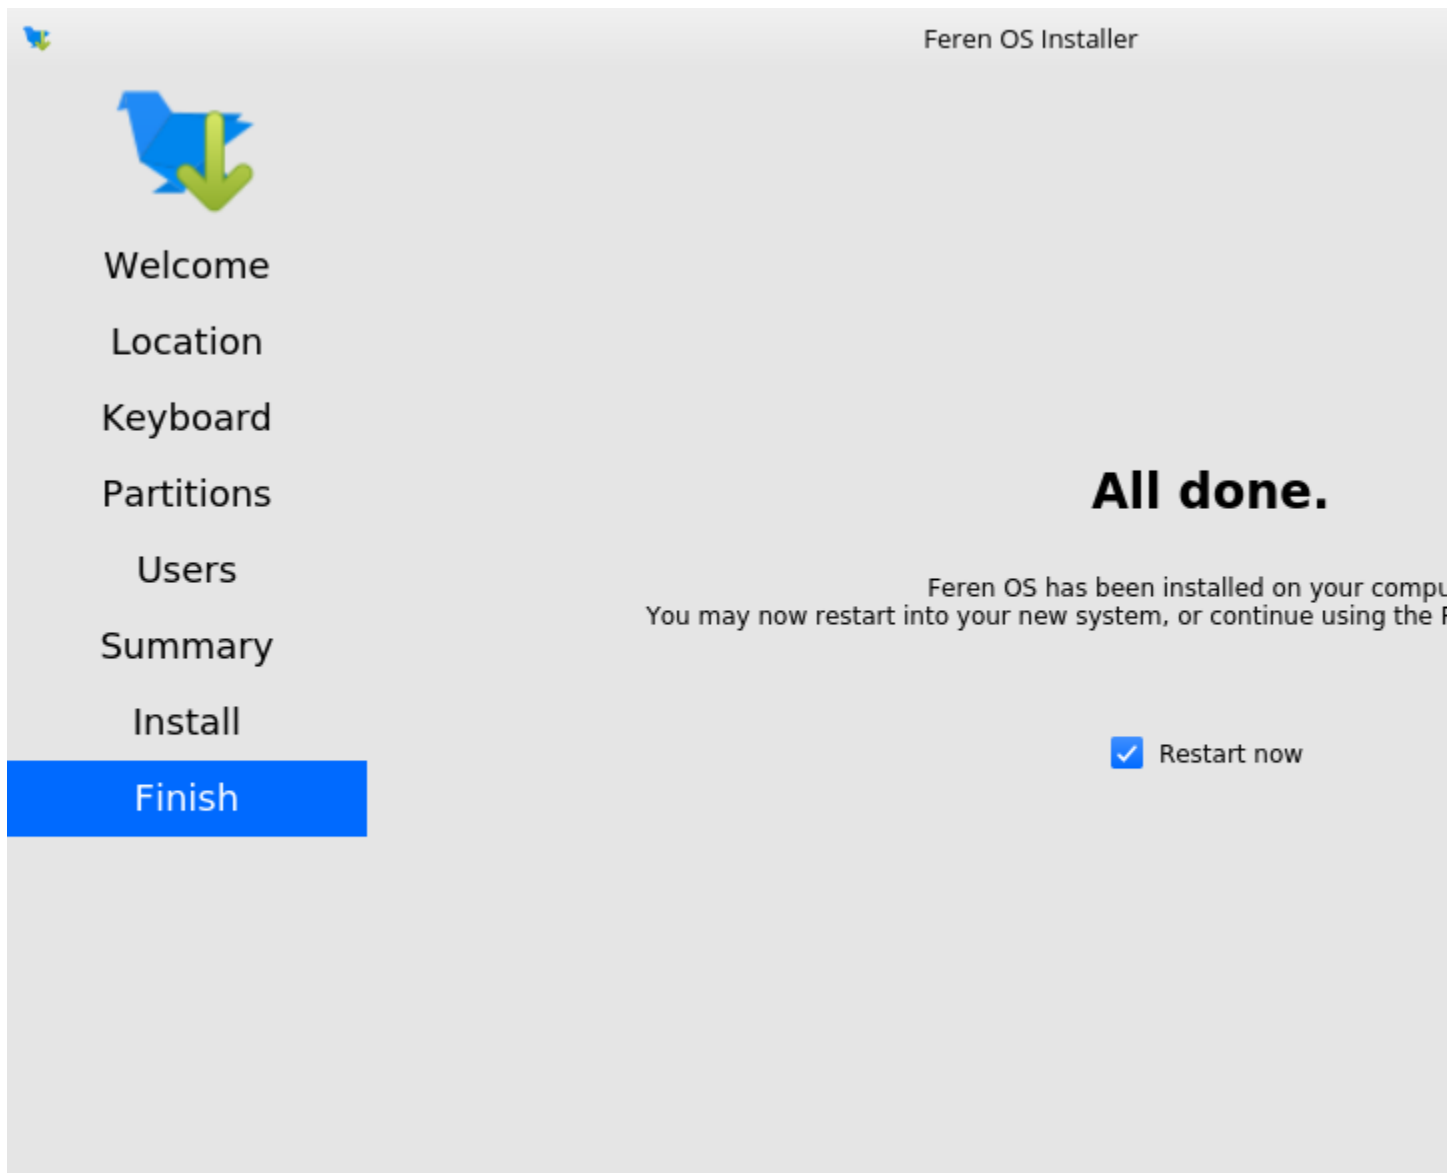 Feren OS Installer
Welcome
Location
Keyboard
Partitions
Users
Summary
Install
Finish
All done.
Feren OS has been installed on your compu
You may now restart into your new system, or continue using the
Restart now